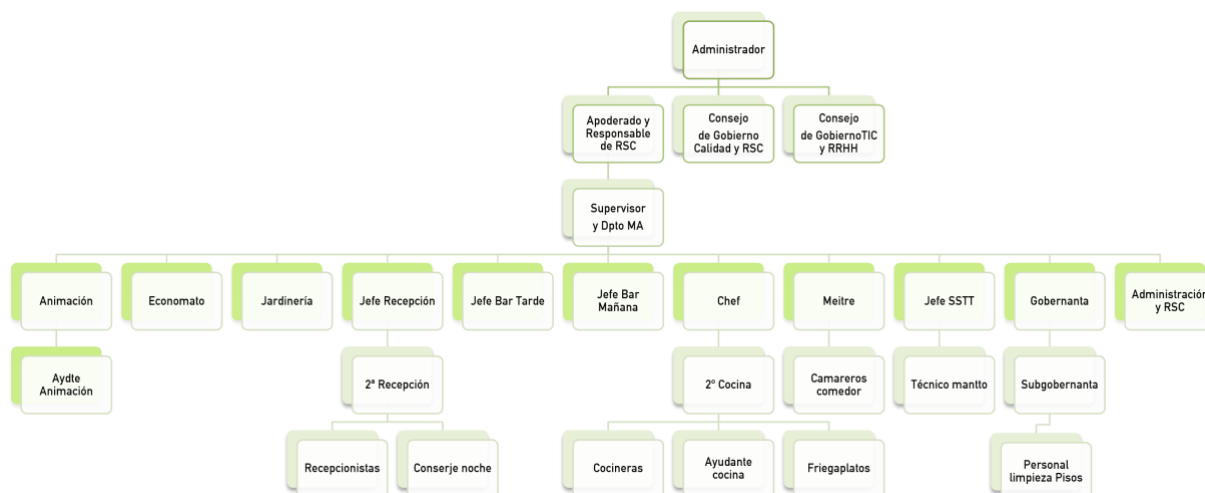 Administrador
Apoderado y
Responsable
de RSC
Consejo
de Gobierno
Calidad y RSC
Consejo
de GobiernoTIC
y RRHH
Supervisor
y Dpto MA
Animación
Economato
Jardinería
Jefe Recepción
Jefe Bar Tarde
Jefe Bar
Mañana
Chef
Meitre
Jefe SSTT
Gobernanta
Administración
y RSC
Aydte
Animación
2ª Recepción
2º Cocina
Camareros
comedor
Técnico mantto
Subgobernanta
Recepcionistas
Conserje noche
Cocineras
Ayudante
cocina
Friegaplatos
Personal
limpieza Pisos